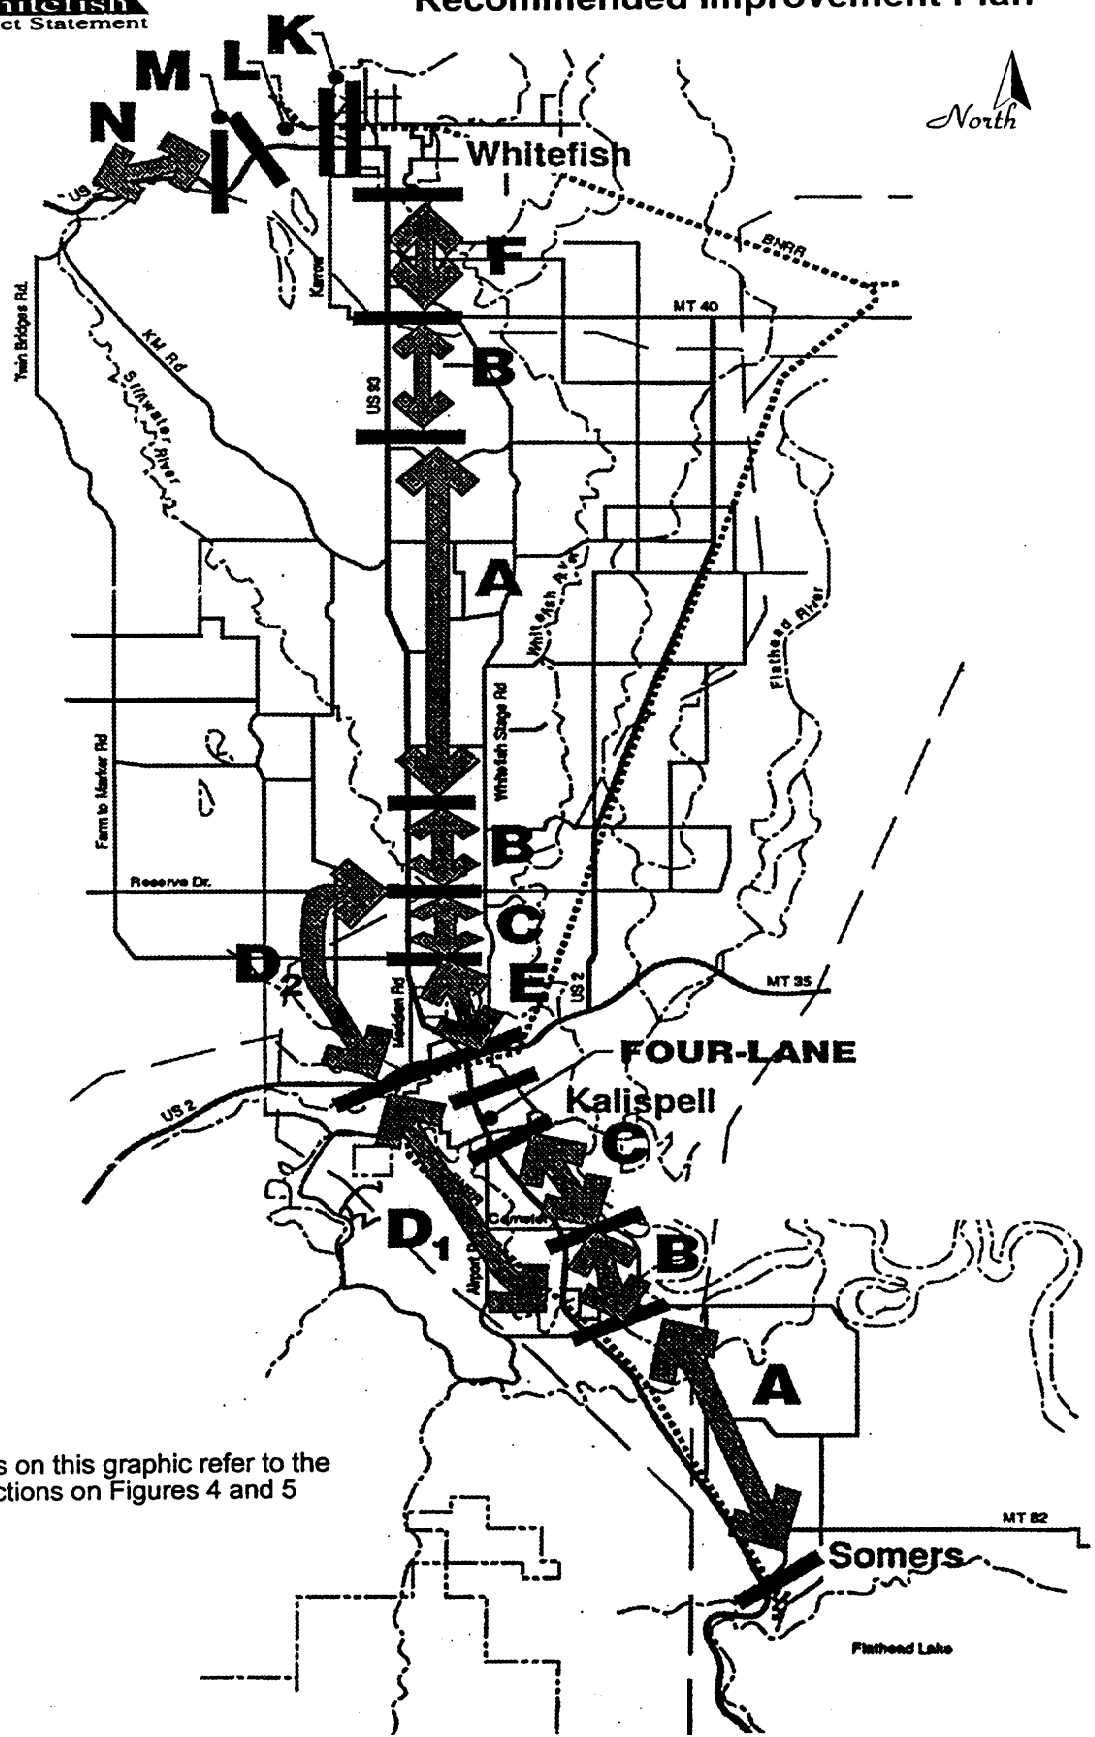 Whitefish
ct Statement
Recommended Improvement Plan
K
L
M
N
North
Whitefish
US
F
BNRR
Karrow
Twin Bridges Rd.
MT 40
KM Rd
B
US 93
Stillwater River
A
Whitefish River
Flathead River
Whitefish Stage Rd
Farm to Market Rd
B
Reserve Dr.
C
D2
E
US 2
MT 35
Meridian Rd
FOUR-LANE
Kalispell
US 2
C
D1
Airport R
B
A
s on this graphic refer to the
ctions on Figures 4 and 5
MT 82
Somers
Flathead Lake